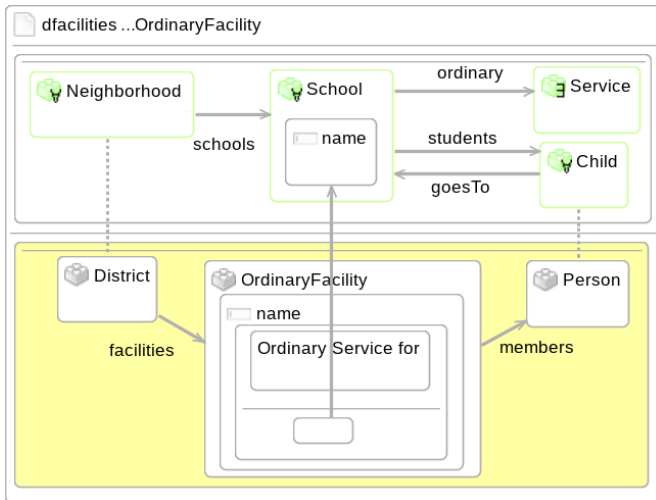 dfacilities ...OrdinaryFacility
Neighborhood
School
ordinary
Service
schools
name
students
Child
goesTo
District
OrdinaryFacility
Person
name
facilities
Ordinary Service for
members